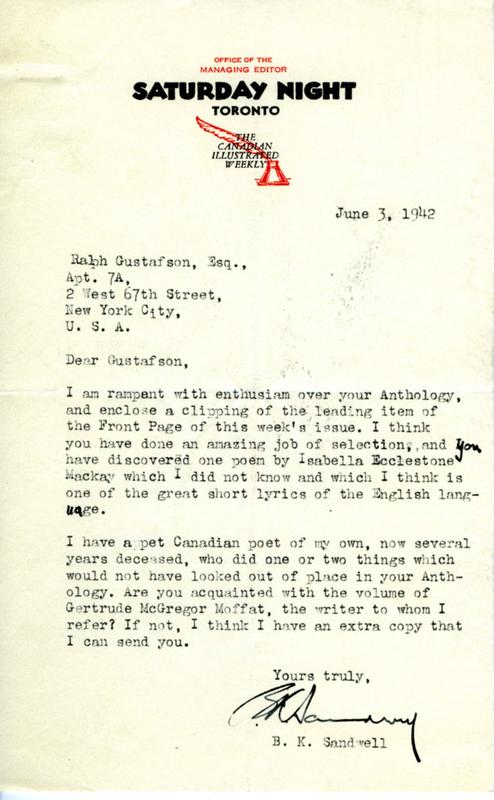 OFFICE OF THE
MANAGING EDITOR
SATURDAY NIGHT
TORONTO
THE
CANADIAN
ILLUSTRATED
WEEKLY
June 3, 1942
Ralph Gustafson, Esq.,
Apt. 7A,
2 West 67th Street,
New York City,
U. S. A.
Dear Gustafson,
I am rampant with enthusiam over your Anthology,
and enclose a clipping of the leading item of
the Front Page of this week's issue. I think
you have done an amazing job of selection, and you
have discovered one poem by Isabella Ecclestone
Mackay which I did not know and which I think is
one of the great short lyrics of the English lang-
uage.
I have a pet Canadian poet of my own, now several
years deceased, who did one or two things which
would not have looked out of place in your Anth-
ology. Are you acquainted with the volume of
Gertrude McGregor Moffat, the writer to whom I
refer? If not, I think I have an extra copy that
I can send you.
Yours truly,
B. K. Sandwell
B. K. Sandwell